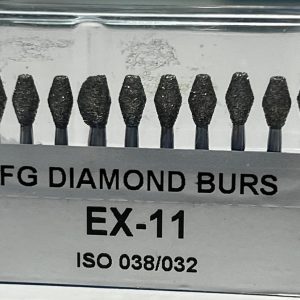 FG DIAMOND BURS
EX-11
ISO 038/032